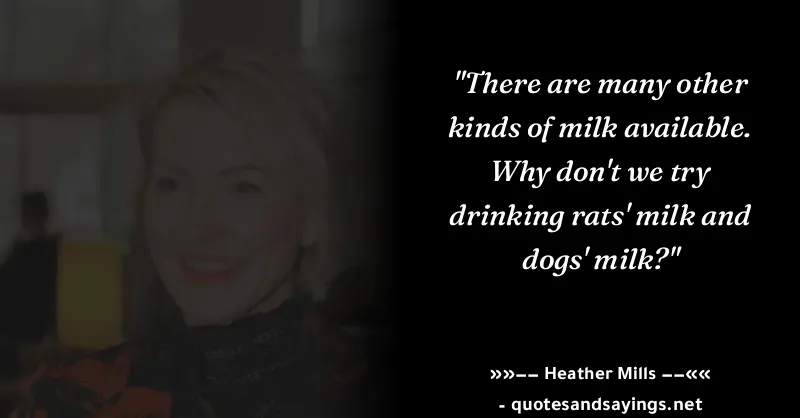 "There are many other
kinds of milk available.
Why don't we try
drinking rats' milk and
dogs' milk?"
»»−− Heather Mills −−««
- quotesandsayings.net